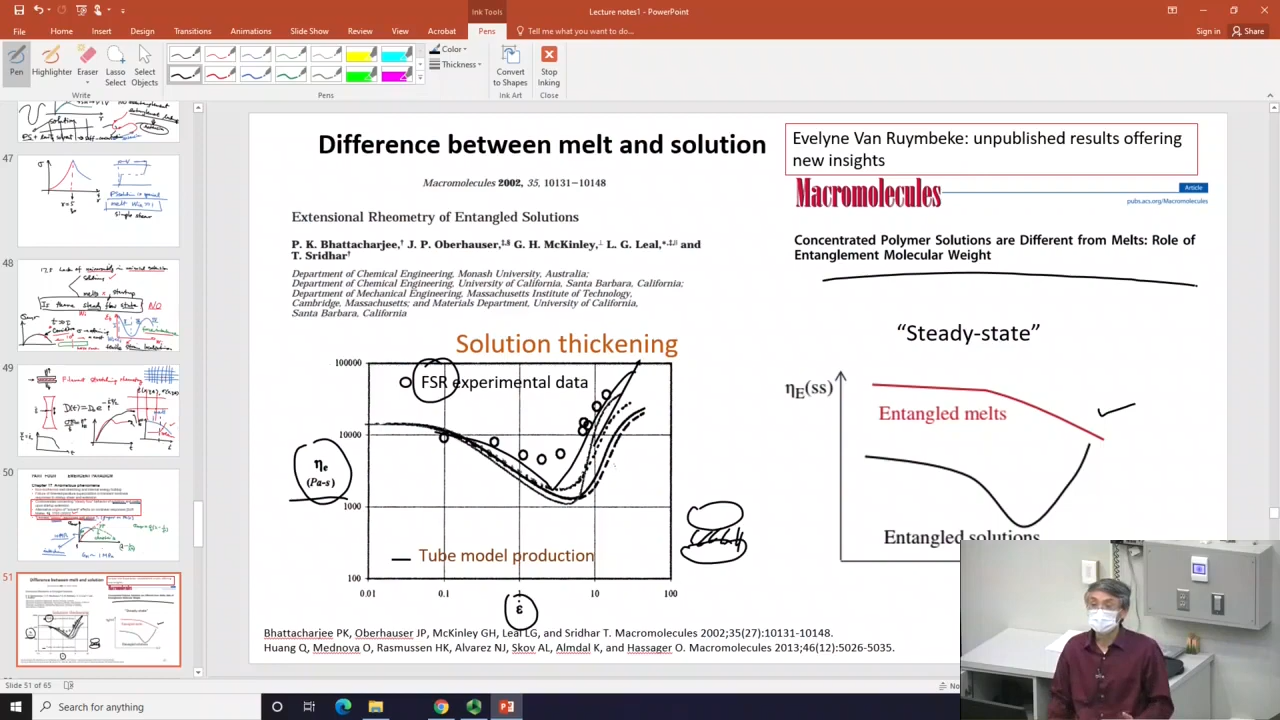 Lecture notes1 - PowerPoint
Ink Tools
File Home Insert Design Transitions Animations Slide Show Review View Acrobat Pens Tell me what you want to do... Sign in Share
Pen Highlighter Eraser Lasso Select Select Objects
Color
Thickness
Convert to Shapes
Stop Inking
Write Pens Ink Art Close
47
48
49
50
51
Difference between melt and solution
Evelyne Van Ruymbeke: unpublished results offering
new insights
Macromolecules 2002, 35, 10131-10148
Macromolecules
Article
pubs.acs.org/Macromolecules
Extensional Rheometry of Entangled Solutions
P. K. Bhattacharjee,† J. P. Oberhauser,‡,§ G. H. McKinley,⊥ L. G. Leal,*,‡,∥ and
T. Sridhar†
Concentrated Polymer Solutions are Different from Melts: Role of
Entanglement Molecular Weight
Department of Chemical Engineering, Monash University, Australia;
Department of Chemical Engineering, University of California, Santa Barbara, California;
Department of Mechanical Engineering, Massachusetts Institute of Technology,
Cambridge, Massachusetts; and Materials Department, University of California,
Santa Barbara, California
Solution thickening
100000
FSR experimental data
10000
ηe
(Pa-s)
1000
Tube model production
100
0.01 0.1 1 10 100
ε̇
"Steady-state"
ηE(ss)
Entangled melts
Entangled solutions
Bhattacharjee PK, Oberhauser JP, McKinley GH, Leal LG, and Sridhar T. Macromolecules 2002;35(27):10131-10148.
Huang Q, Mednova O, Rasmussen HK, Alvarez NJ, Skov AL, Almdal K, and Hassager O. Macromolecules 2013;46(12):5026-5035.
Slide 51 of 65
No
Search for anything